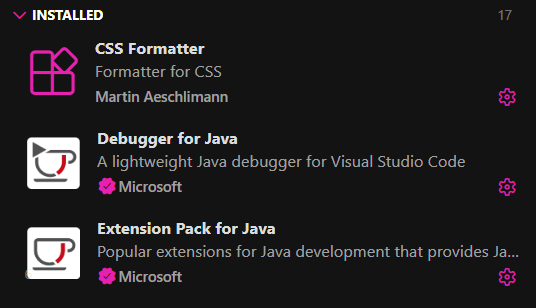 INSTALLED 17
CSS Formatter
Formatter for CSS
Martin Aeschlimann
Debugger for Java
A lightweight Java debugger for Visual Studio Code
Microsoft
Extension Pack for Java
Popular extensions for Java development that provides Ja...
Microsoft